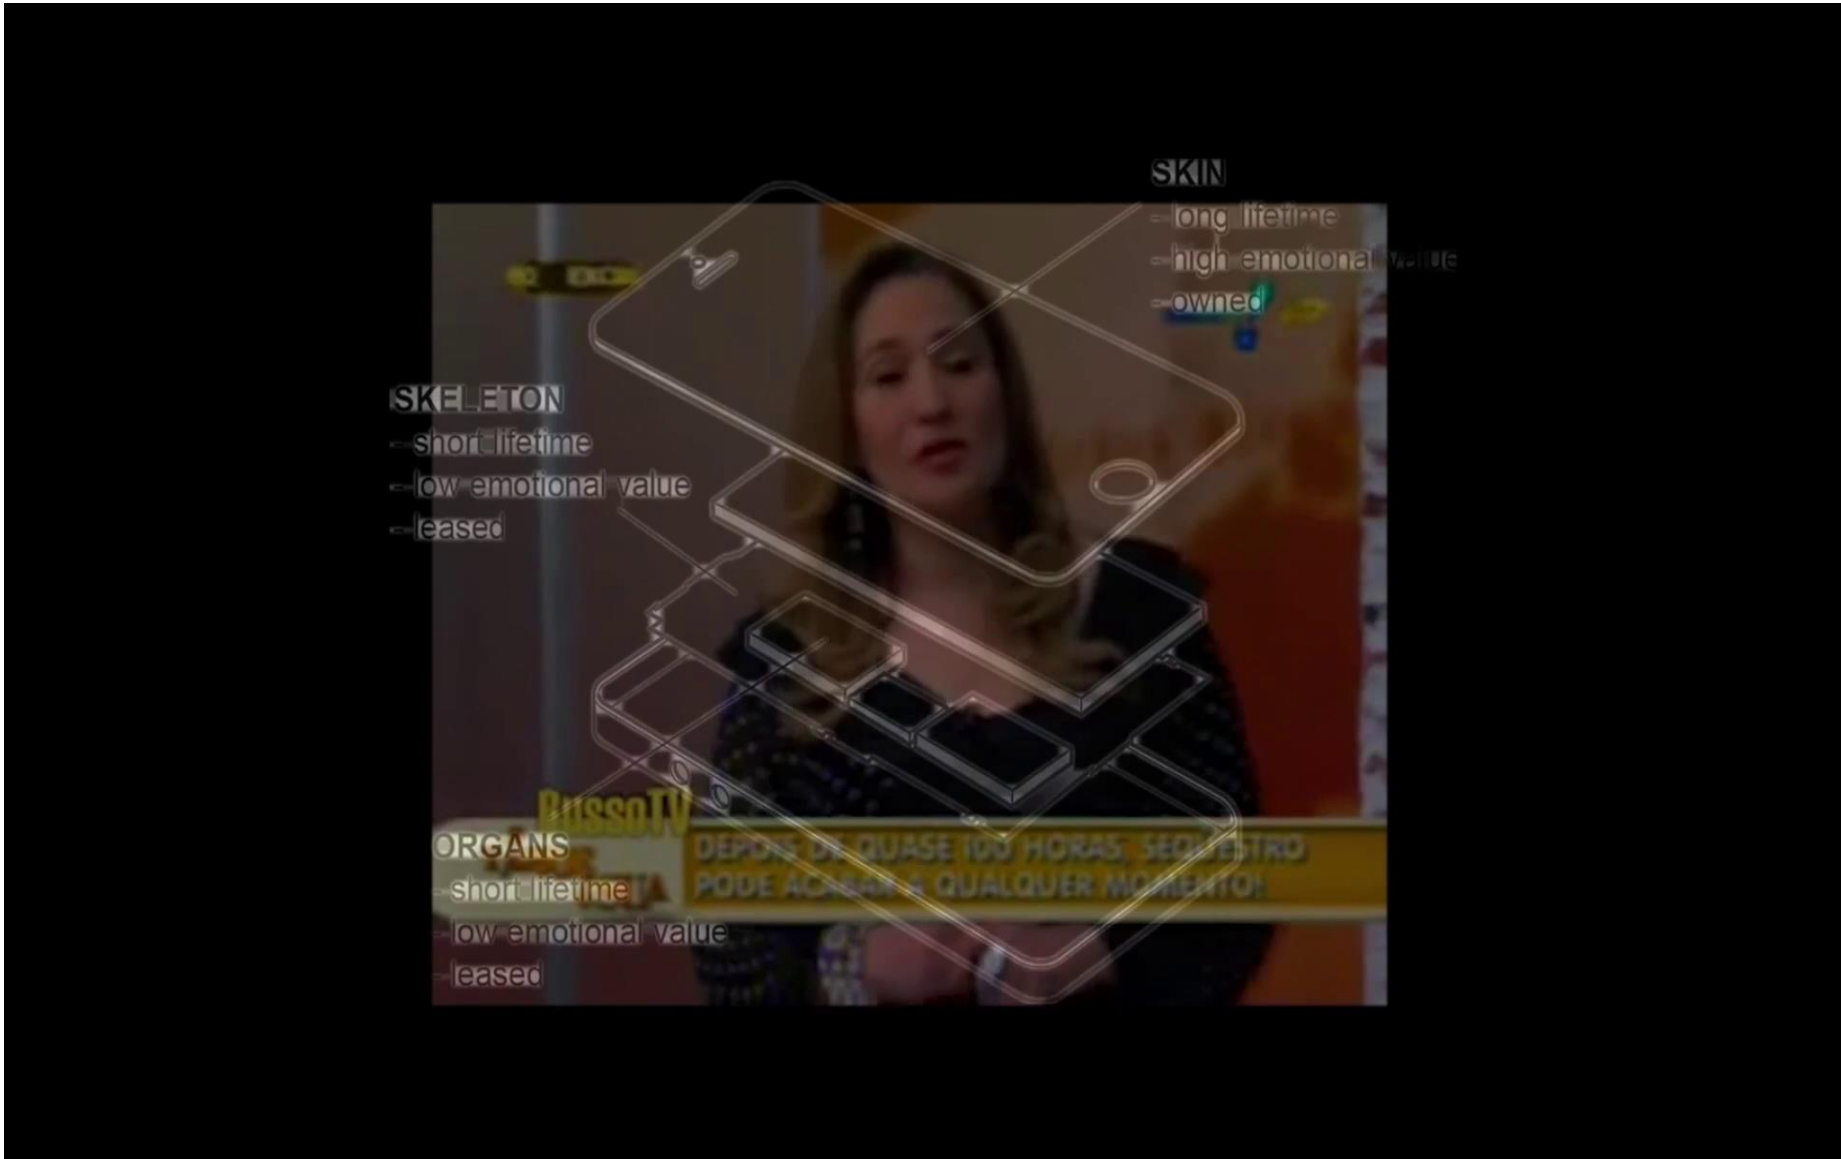 SKIN
- long lifetime
- high emotional value
- owned
SKELETON
- short lifetime
- low emotional value
- leased
RussoTV
DEPOIS DE QUASE 100 HORAS, SEQUESTRO
PODE ACABAR A QUALQUER MOMENTO!
ORGANS
- short lifetime
- low emotional value
- leased